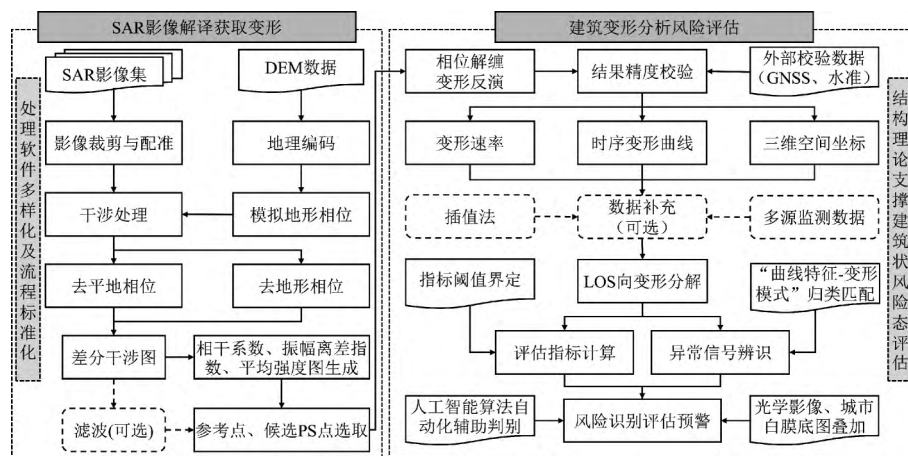 SAR影像解译获取变形
SAR影像集
DEM数据
影像裁剪与配准
地理编码
干涉处理
模拟地形相位
去平地相位
去地形相位
差分干涉图
相干系数、振幅离差指
数、平均强度图生成
滤波(可选)
参考点、候选PS点选取
处理软件多样化及流程标准化
建筑变形分析风险评估
相位解缠
变形反演
结果精度校验
外部校验数据
（GNSS、水准）
变形速率
时序变形曲线
三维空间坐标
插值法
数据补充
（可选）
多源监测数据
指标阈值界定
LOS向变形分解
“曲线特征-变形
模式”归类匹配
评估指标计算
异常信号辨识
人工智能算法自
动化辅助判别
风险识别评估预警
光学影像、城市
白膜底图叠加
结构理论支撑建筑状风险态评估